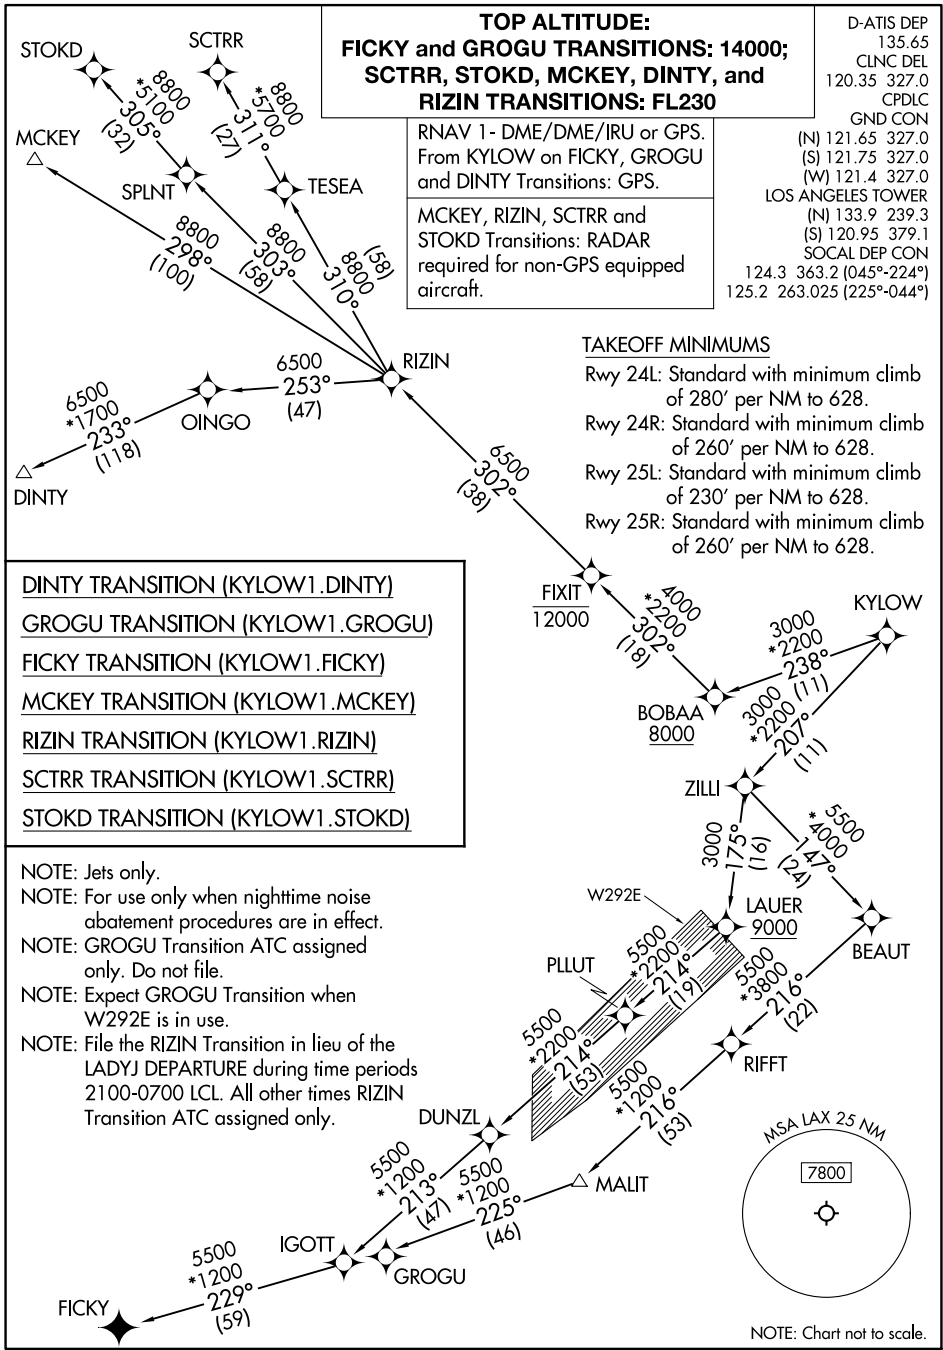 TOP ALTITUDE:
FICKY and GROGU TRANSITIONS: 14000;
SCTRR, STOKD, MCKEY, DINTY, and
RIZIN TRANSITIONS: FL230
D-ATIS DEP
135.65
CLNC DEL
120.35 327.0
CPDLC
GND CON
(N) 121.65 327.0
(S) 121.75 327.0
(W) 121.4 327.0
LOS ANGELES TOWER
(N) 133.9 239.3
(S) 120.95 379.1
SOCAL DEP CON
124.3 363.2 (045°-224°)
125.2 263.025 (225°-044°)
RNAV 1- DME/DME/IRU or GPS.
From KYLOW on FICKY, GROGU
and DINTY Transitions: GPS.
MCKEY, RIZIN, SCTRR and
STOKD Transitions: RADAR
required for non-GPS equipped
aircraft.
STOKD
SCTRR
MCKEY
SPLNT
TESEA
8800
*5100
305°
(32)
8800
*5700
311°
(27)
8800
298°
(100)
8800
303°
(58)
8800
310°
(58)
RIZIN
6500
253°
(47)
OINGO
6500
*1700
233°
(118)
DINTY
6500
302°
(38)
TAKEOFF MINIMUMS
Rwy 24L: Standard with minimum climb
of 280' per NM to 628.
Rwy 24R: Standard with minimum climb
of 260' per NM to 628.
Rwy 25L: Standard with minimum climb
of 230' per NM to 628.
Rwy 25R: Standard with minimum climb
of 260' per NM to 628.
FIXIT
12000
4000
*2200
302°
(18)
KYLOW
3000
*2200
238°
(11)
BOBAA
8000
3000
*2200
207°
(11)
ZILLI
3000
175°
(16)
5500
*4000
147°
(24)
DINTY TRANSITION (KYLOW1.DINTY)
GROGU TRANSITION (KYLOW1.GROGU)
FICKY TRANSITION (KYLOW1.FICKY)
MCKEY TRANSITION (KYLOW1.MCKEY)
RIZIN TRANSITION (KYLOW1.RIZIN)
SCTRR TRANSITION (KYLOW1.SCTRR)
STOKD TRANSITION (KYLOW1.STOKD)
NOTE: Jets only.
NOTE: For use only when nighttime noise
abatement procedures are in effect.
NOTE: GROGU Transition ATC assigned
only. Do not file.
NOTE: Expect GROGU Transition when
W292E is in use.
NOTE: File the RIZIN Transition in lieu of the
LADYJ DEPARTURE during time periods
2100-0700 LCL. All other times RIZIN
Transition ATC assigned only.
W292E
LAUER
9000
BEAUT
PLLUT
5500
*2200
214°
(19)
5500
*3800
216°
(22)
5500
*2200
214°
(53)
RIFFT
5500
*1200
216°
(53)
DUNZL
MALIT
5500
*1200
213°
(47)
5500
*1200
225°
(46)
IGOTT
GROGU
5500
*1200
229°
(59)
FICKY
MSA LAX 25 NM
7800
NOTE: Chart not to scale.